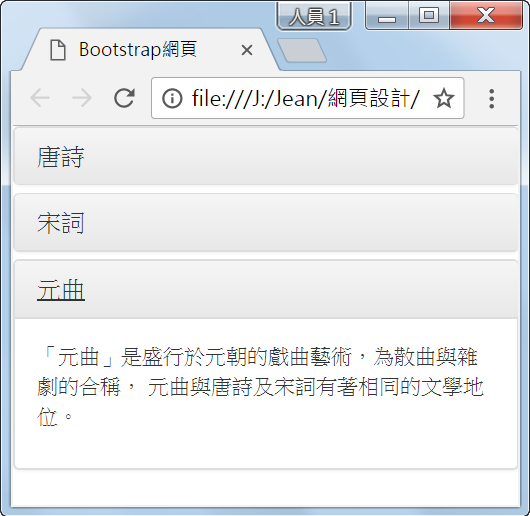 人員 1
Bootstrap網頁
file:///J:/Jean/網頁設計/
唐詩
宋詞
元曲
「元曲」是盛行於元朝的戲曲藝術，為散曲與雜
劇的合稱， 元曲與唐詩及宋詞有著相同的文學地
位。